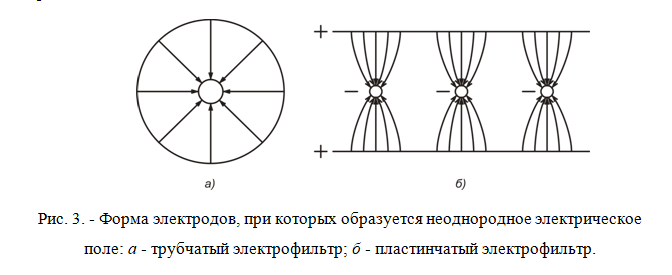 +
− − −
+
а) б)
Рис. 3. - Форма электродов, при которых образуется неоднородное электрическое
поле: а - трубчатый электрофильтр; б - пластинчатый электрофильтр.